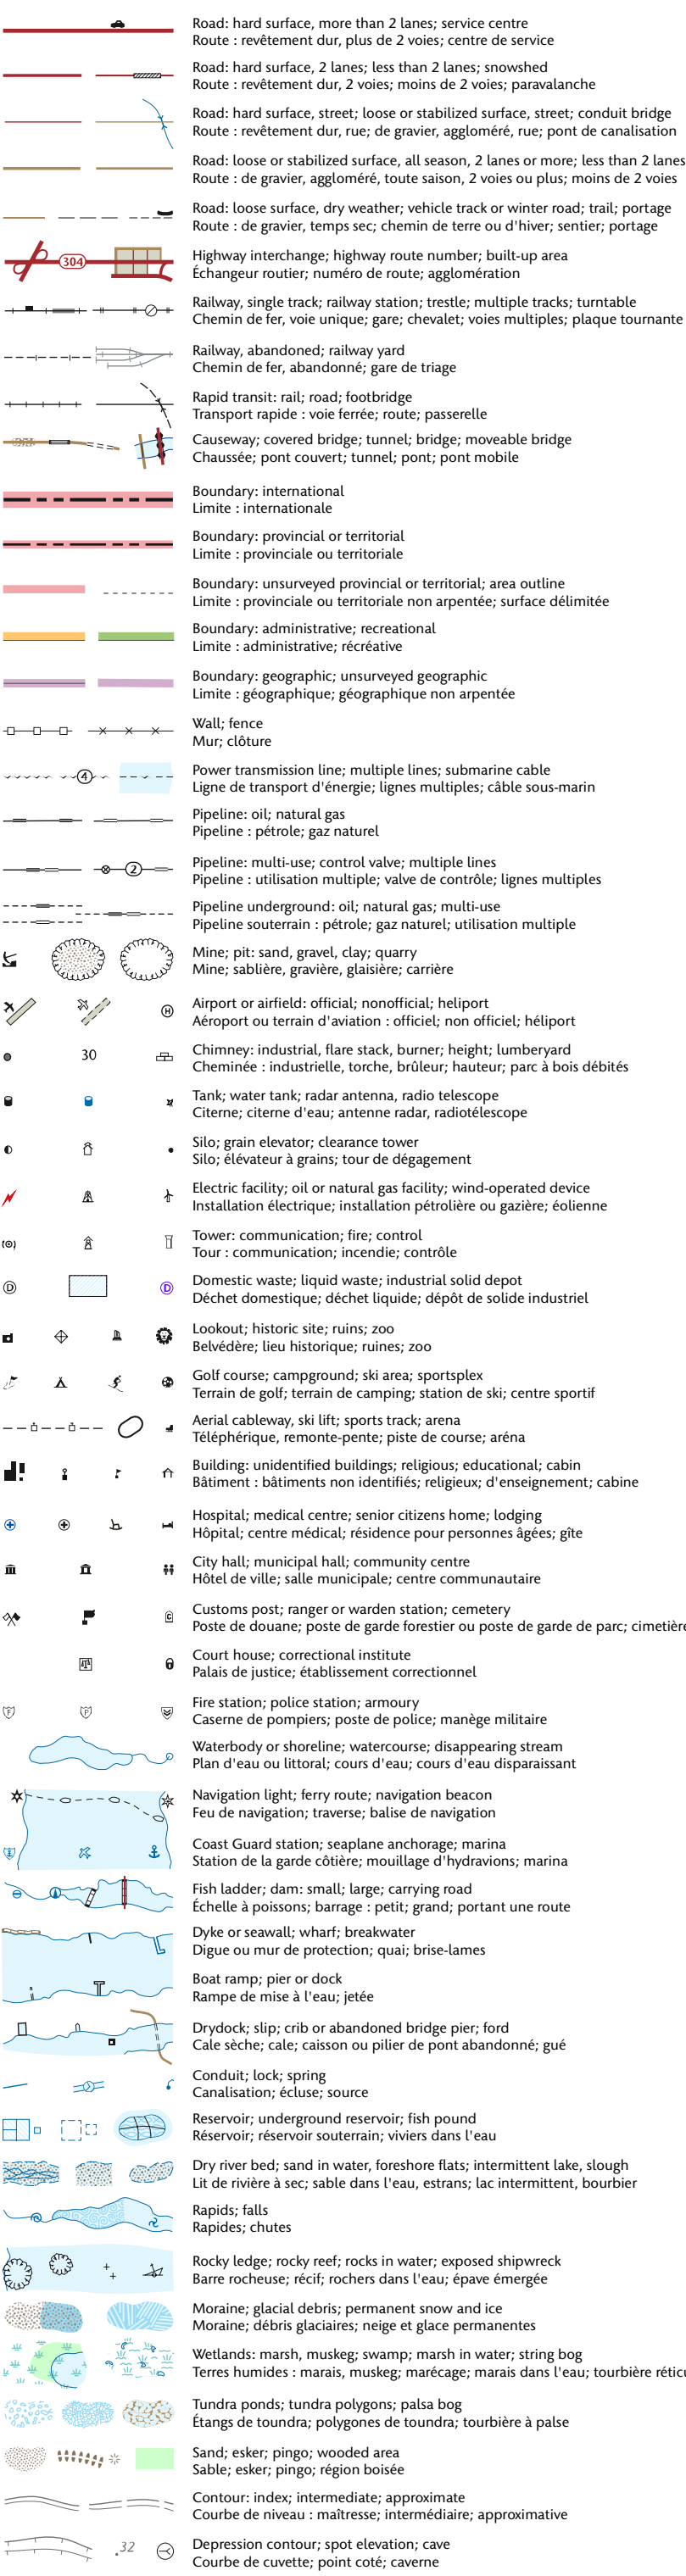 Road: hard surface, more than 2 lanes; service centre
Route : revêtement dur, plus de 2 voies; centre de service
Road: hard surface, 2 lanes; less than 2 lanes; snowshed
Route : revêtement dur, 2 voies; moins de 2 voies; paravalanche
Road: hard surface, street; loose or stabilized surface, street; conduit bridge
Route : revêtement dur, rue; de gravier, aggloméré, rue; pont de canalisation
Road: loose or stabilized surface, all season, 2 lanes or more; less than 2 lanes
Route : de gravier, aggloméré, toute saison, 2 voies ou plus; moins de 2 voies
Road: loose surface, dry weather; vehicle track or winter road; trail; portage
Route : de gravier, temps sec; chemin de terre ou d'hiver; sentier; portage
304
Highway interchange; highway route number; built-up area
Échangeur routier; numéro de route; agglomération
Railway, single track; railway station; trestle; multiple tracks; turntable
Chemin de fer, voie unique; gare; chevalet; voies multiples; plaque tournante
Railway, abandoned; railway yard
Chemin de fer, abandonné; gare de triage
Rapid transit: rail; road; footbridge
Transport rapide : voie ferrée; route; passerelle
Causeway; covered bridge; tunnel; bridge; moveable bridge
Chaussée; pont couvert; tunnel; pont; pont mobile
Boundary: international
Limite : internationale
Boundary: provincial or territorial
Limite : provinciale ou territoriale
Boundary: unsurveyed provincial or territorial; area outline
Limite : provinciale ou territoriale non arpentée; surface délimitée
Boundary: administrative; recreational
Limite : administrative; récréative
Boundary: geographic; unsurveyed geographic
Limite : géographique; géographique non arpentée
Wall; fence
Mur; clôture
4
Power transmission line; multiple lines; submarine cable
Ligne de transport d'énergie; lignes multiples; câble sous-marin
Pipeline: oil; natural gas
Pipeline : pétrole; gaz naturel
2
Pipeline: multi-use; control valve; multiple lines
Pipeline : utilisation multiple; valve de contrôle; lignes multiples
Pipeline underground: oil; natural gas; multi-use
Pipeline souterrain : pétrole; gaz naturel; utilisation multiple
Mine; pit: sand, gravel, clay; quarry
Mine; sablière, gravière, glaisière; carrière
H
Airport or airfield: official; nonofficial; heliport
Aéroport ou terrain d'aviation : officiel; non officiel; héliport
30
Chimney: industrial, flare stack, burner; height; lumberyard
Cheminée : industrielle, torche, brûleur; hauteur; parc à bois débités
Tank; water tank; radar antenna, radio telescope
Citerne; citerne d'eau; antenne radar, radiotélescope
Silo; grain elevator; clearance tower
Silo; élévateur à grains; tour de dégagement
Electric facility; oil or natural gas facility; wind-operated device
Installation électrique; installation pétrolière ou gazière; éolienne
Tower: communication; fire; control
Tour : communication; incendie; contrôle
D D
Domestic waste; liquid waste; industrial solid depot
Déchet domestique; déchet liquide; dépôt de solide industriel
Lookout; historic site; ruins; zoo
Belvédère; lieu historique; ruines; zoo
Golf course; campground; ski area; sportsplex
Terrain de golf; terrain de camping; station de ski; centre sportif
Aerial cableway, ski lift; sports track; arena
Téléphérique, remonte-pente; piste de course; aréna
Building: unidentified buildings; religious; educational; cabin
Bâtiment : bâtiments non identifiés; religieux; d'enseignement; cabine
Hospital; medical centre; senior citizens home; lodging
Hôpital; centre médical; résidence pour personnes âgées; gîte
City hall; municipal hall; community centre
Hôtel de ville; salle municipale; centre communautaire
C
Customs post; ranger or warden station; cemetery
Poste de douane; poste de garde forestier ou poste de garde de parc; cimetière
Court house; correctional institute
Palais de justice; établissement correctionnel
F P
Fire station; police station; armoury
Caserne de pompiers; poste de police; manège militaire
Waterbody or shoreline; watercourse; disappearing stream
Plan d'eau ou littoral; cours d'eau; cours d'eau disparaissant
Navigation light; ferry route; navigation beacon
Feu de navigation; traverse; balise de navigation
Coast Guard station; seaplane anchorage; marina
Station de la garde côtière; mouillage d'hydravions; marina
Fish ladder; dam: small; large; carrying road
Échelle à poissons; barrage : petit; grand; portant une route
Dyke or seawall; wharf; breakwater
Digue ou mur de protection; quai; brise-lames
Boat ramp; pier or dock
Rampe de mise à l'eau; jetée
Drydock; slip; crib or abandoned bridge pier; ford
Cale sèche; cale; caisson ou pilier de pont abandonné; gué
Conduit; lock; spring
Canalisation; écluse; source
Reservoir; underground reservoir; fish pound
Réservoir; réservoir souterrain; viviers dans l'eau
Dry river bed; sand in water, foreshore flats; intermittent lake, slough
Lit de rivière à sec; sable dans l'eau, estrans; lac intermittent, bourbier
Rapids; falls
Rapides; chutes
Rocky ledge; rocky reef; rocks in water; exposed shipwreck
Barre rocheuse; récif; rochers dans l'eau; épave émergée
Moraine; glacial debris; permanent snow and ice
Moraine; débris glaciaires; neige et glace permanentes
Wetlands: marsh, muskeg; swamp; marsh in water; string bog
Terres humides : marais, muskeg; marécage; marais dans l'eau; tourbière
Tundra ponds; tundra polygons; palsa bog
Étangs de toundra; polygones de toundra; tourbière à palse
Sand; esker; pingo; wooded area
Sable; esker; pingo; région boisée
Contour: index; intermediate; approximate
Courbe de niveau : maîtresse; intermédiaire; approximative
.32
Depression contour; spot elevation; cave
Courbe de cuvette; point coté; caverne